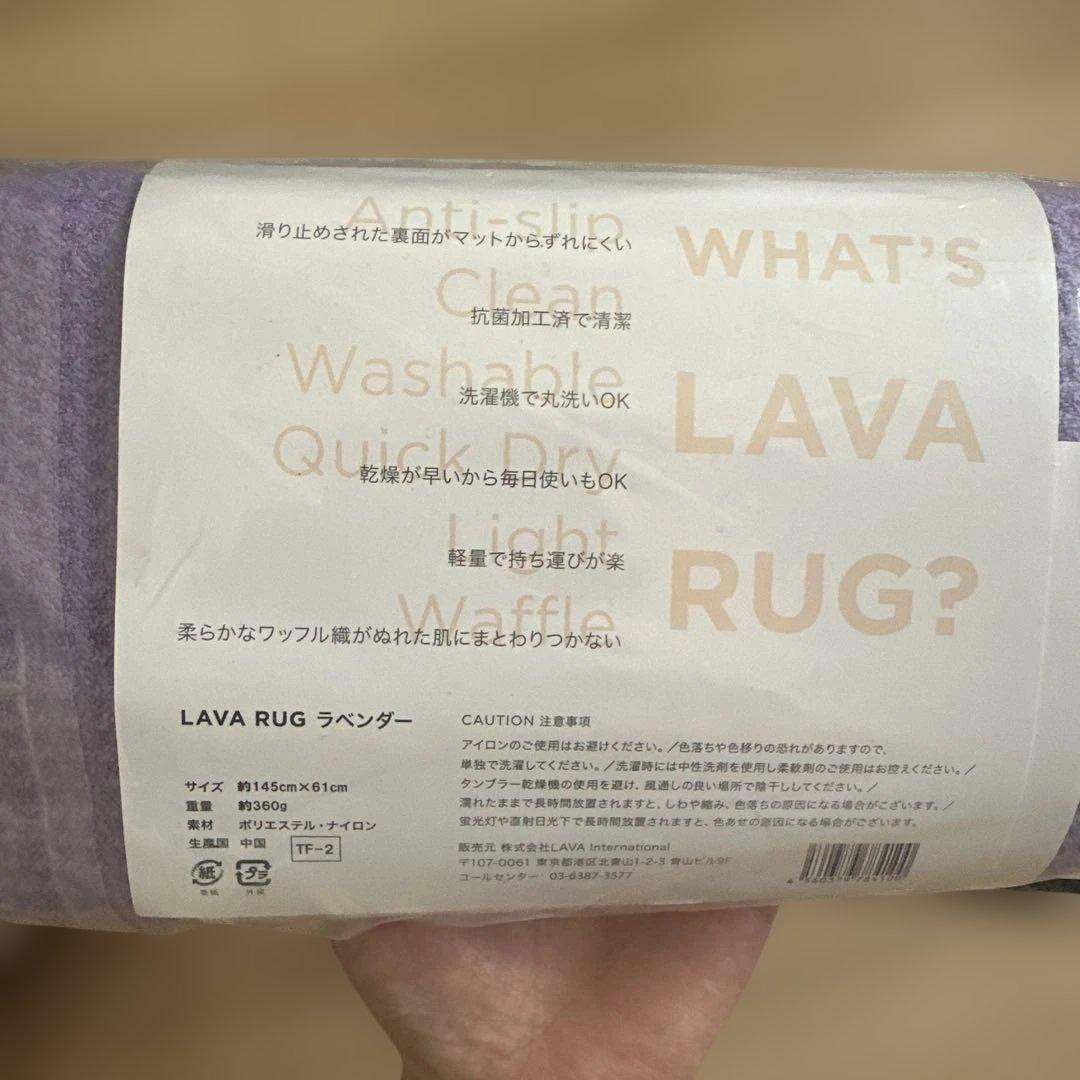 WHAT'S
LAVA
RUG?
Anti-slip
滑り止めされた裏面がマットからずれにくい
Clean
抗菌加工済で清潔
Washable
洗濯機で丸洗いOK
Quick Dry
乾燥が早いから毎日使いもOK
Light
軽量で持ち運びが楽
Waffle
柔らかなワッフル織がぬれた肌にまとわりつかない
LAVA RUG ラベンダー
サイズ 約145cm×61cm
重量 約360g
素材 ポリエステル・ナイロン
生産国 中国 TF-2
紙 プラ
巻紙 外袋
CAUTION 注意事項
アイロンのご使用はお避けください。／色落ちや色移りの恐れがありますので、
単独で洗濯してください。／洗濯時には中性洗剤を使用し柔軟剤のご使用はお控えください。／
タンブラー乾燥機の使用を避け、風通しの良い場所で陰干ししてください。／
濡れたままで長時間放置されますと、しわや縮み、色落ちの原因になる場合がございます。／
蛍光灯や直射日光下で長時間放置されますと、色あせの原因になる場合がございます。
販売元 株式会社LAVA International
〒107-0061 東京都港区北青山1-2-3 青山ビル9F
コールセンター 03-6387-3577